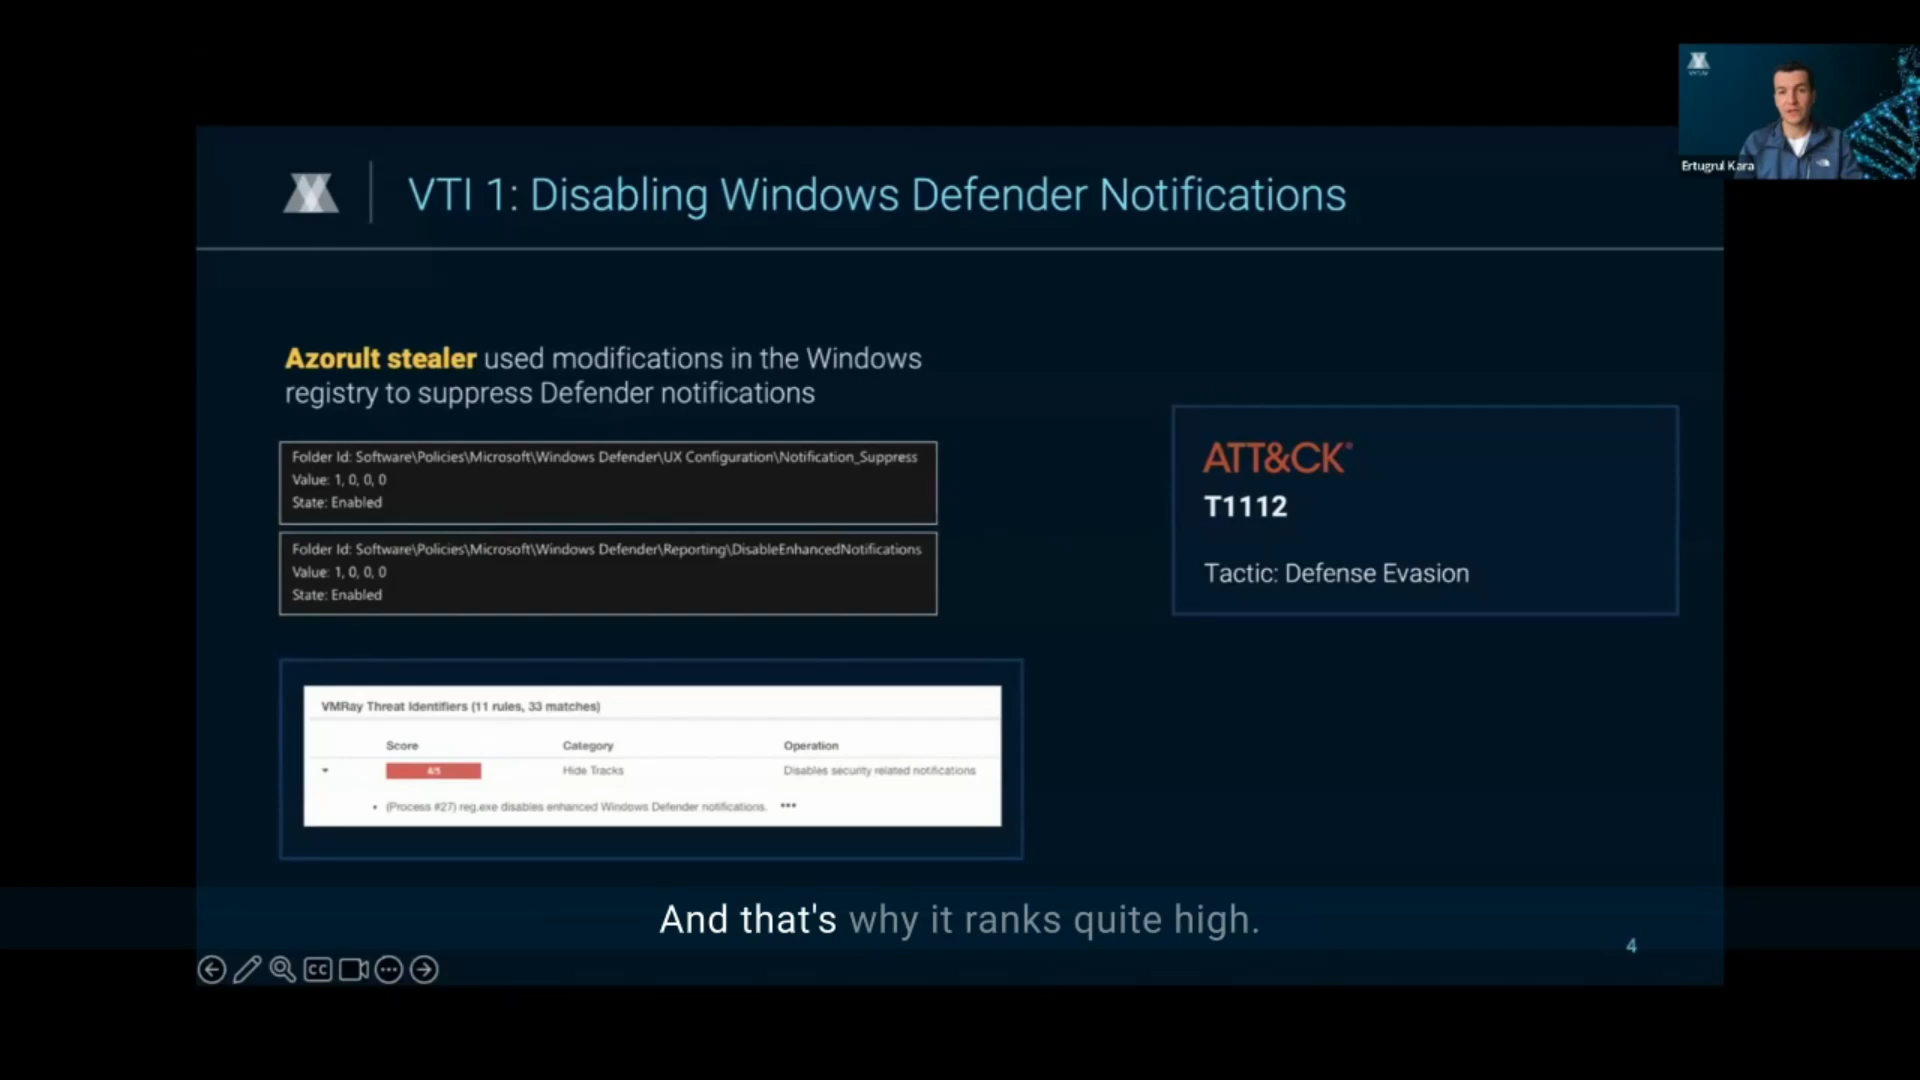 VTI 1: Disabling Windows Defender Notifications
Ertugrul Kara
Azorult stealer used modifications in the Windows
registry to suppress Defender notifications
Folder Id: Software\Policies\Microsoft\Windows Defender\UX Configuration\Notification_Suppress
Value: 1, 0, 0, 0
State: Enabled
Folder Id: Software\Policies\Microsoft\Windows Defender\Reporting\DisableEnhancedNotifications
Value: 1, 0, 0, 0
State: Enabled
ATT&CK®
T1112
Tactic: Defense Evasion
VMRay Threat Identifiers (11 rules, 33 matches)
Score Category Operation
4/5 Hide Tracks Disables security related notifications
• (Process #27) reg.exe disables enhanced Windows Defender notifications. •••
And that's why it ranks quite high.
4
CC